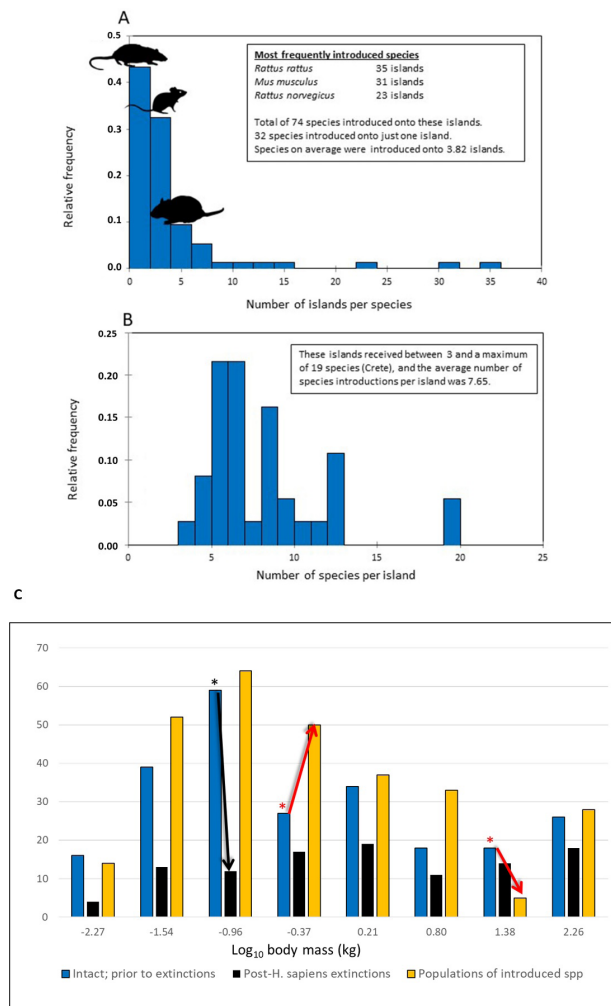 A
0.5
0.4
0.3
0.2
0.1
0.0
Relative frequency
Most frequently introduced species
Rattus rattus 35 islands
Mus musculus 31 islands
Rattus norvegicus 23 islands
Total of 74 species introduced onto these islands.
32 species introduced onto just one island.
Species on average were introduced onto 3.82 islands.
0 5 10 15 20 25 30 35 40
Number of islands per species
B
0.25
0.20
0.15
0.10
0.05
0.00
Relative frequency
These islands received between 3 and a maximum
of 19 species (Crete), and the average number of
species introductions per island was 7.65.
0 5 10 15 20 25
Number of species per island
C
70
60
50
40
30
20
10
0
*
*
*
-2.27 -1.54 -0.96 -0.37 0.21 0.80 1.38 2.26
Log10 body mass (kg)
Intact; prior to extinctions Post-H. sapiens extinctions Populations of introduced spp